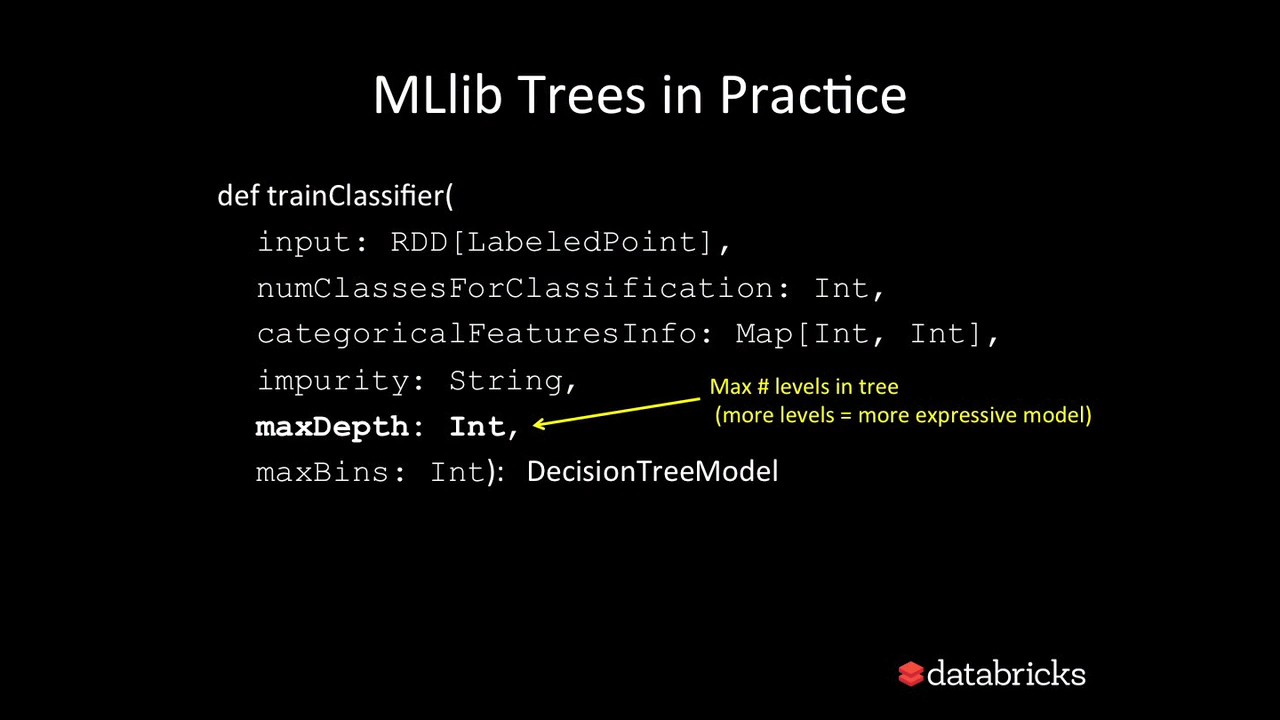 MLlib Trees in Practice
def trainClassifier(
input: RDD[LabeledPoint],
numClassesForClassification: Int,
categoricalFeaturesInfo: Map[Int, Int],
impurity: String,
Max # levels in tree
(more levels = more expressive model)
maxDepth: Int,
maxBins: Int): DecisionTreeModel
databricks